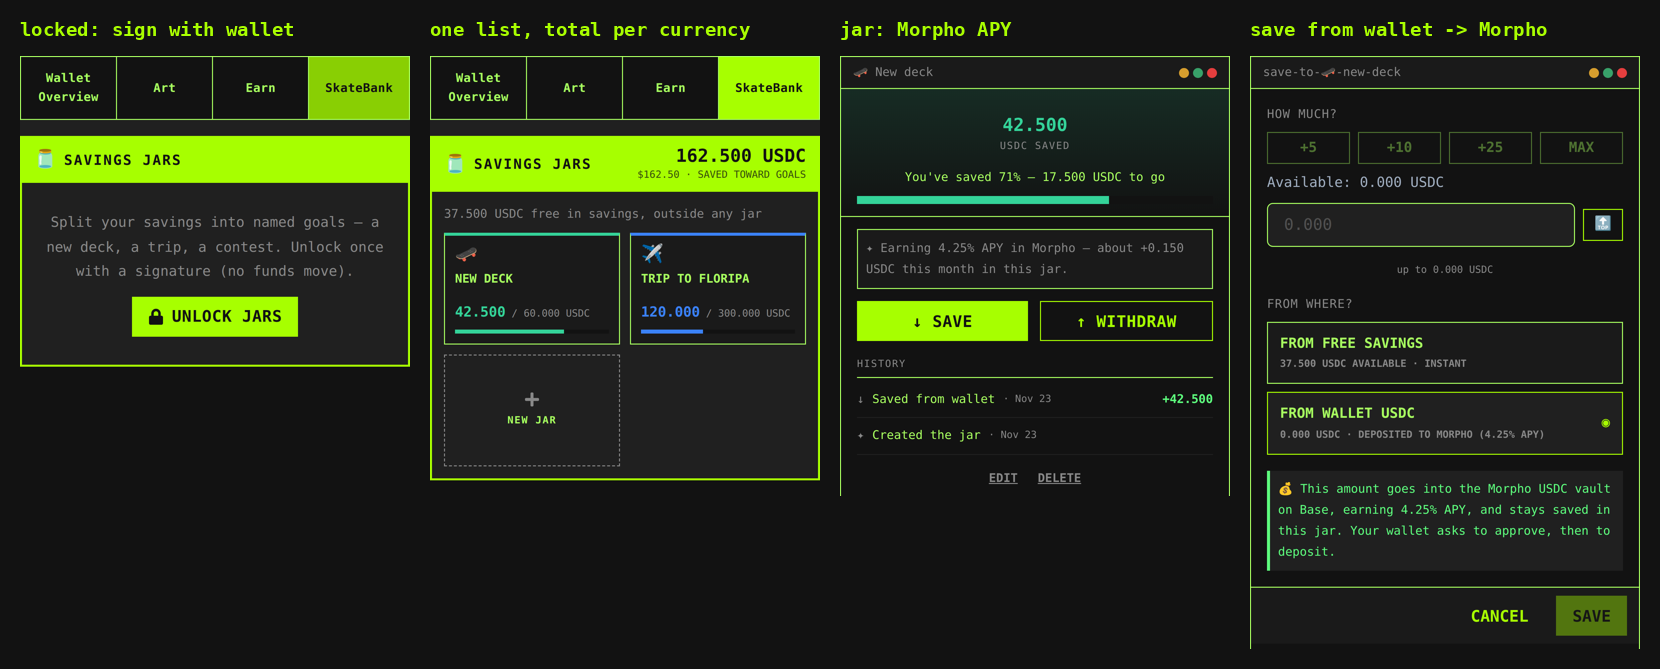 locked: sign with wallet
Wallet Overview
Art
Earn
SkateBank
SAVINGS JARS
Split your savings into named goals — a
new deck, a trip, a contest. Unlock once
with a signature (no funds move).
UNLOCK JARS
one list, total per currency
Wallet Overview
Art
Earn
SkateBank
SAVINGS JARS
162.500 USDC
$162.50 · SAVED TOWARD GOALS
37.500 USDC free in savings, outside any jar
NEW DECK
42.500 / 60.000 USDC
TRIP TO FLORIPA
120.000 / 300.000 USDC
+
NEW JAR
jar: Morpho APY
New deck
42.500
USDC SAVED
You've saved 71% — 17.500 USDC to go
✦ Earning 4.25% APY in Morpho — about +0.150
USDC this month in this jar.
↓ SAVE
↑ WITHDRAW
HISTORY
↓ Saved from wallet · Nov 23 +42.500
✦ Created the jar · Nov 23
EDIT DELETE
save from wallet -> Morpho
save-to-🛹-new-deck
HOW MUCH?
+5
+10
+25
MAX
Available: 0.000 USDC
0.000
up to 0.000 USDC
FROM WHERE?
FROM FREE SAVINGS
37.500 USDC AVAILABLE · INSTANT
FROM WALLET USDC
0.000 USDC · DEPOSITED TO MORPHO (4.25% APY)
💰 This amount goes into the Morpho USDC vault
on Base, earning 4.25% APY, and stays saved in
this jar. Your wallet asks to approve, then to
deposit.
CANCEL
SAVE